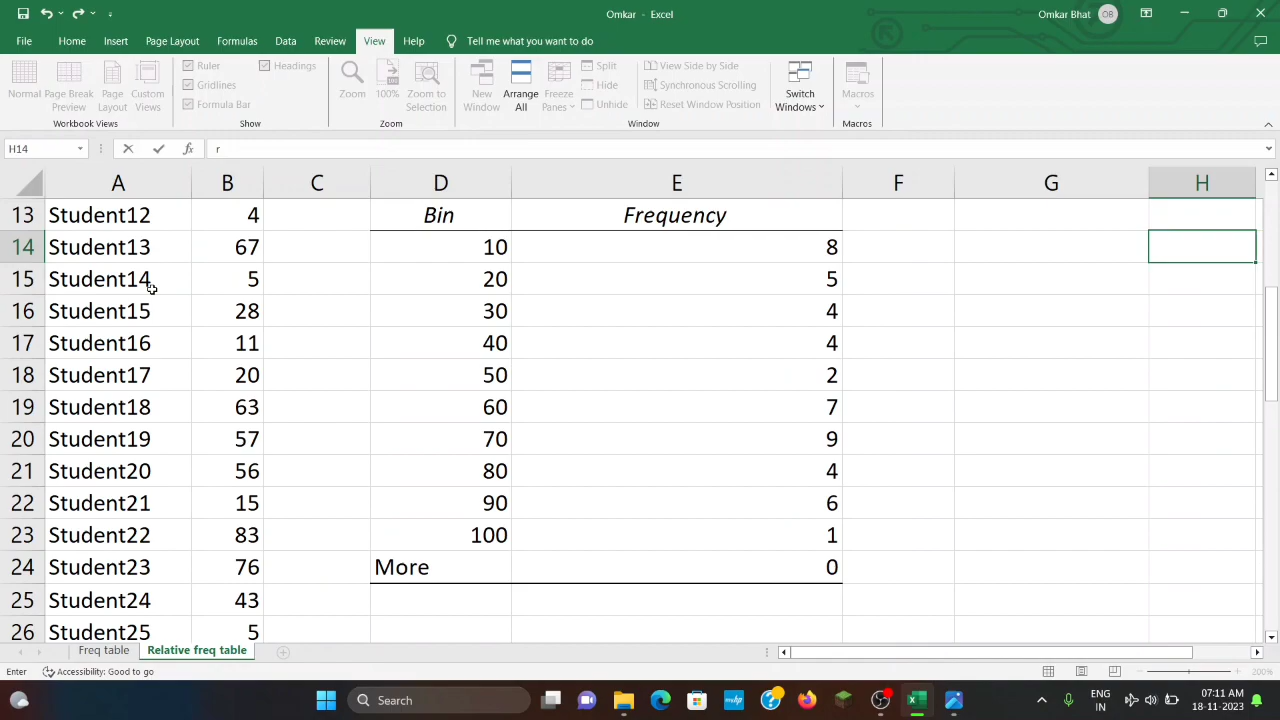 Omkar - Excel
Omkar Bhat OB
File Home Insert Page Layout Formulas Data Review View Help Tell me what you want to do
Normal Page Break Preview Page Layout Custom Views
Workbook Views
Ruler
Gridlines
Formula Bar
Headings
Show
Zoom 100% Zoom to Selection
Zoom
New Window Arrange All Freeze Panes
Split
Hide
Unhide
View Side by Side
Synchronous Scrolling
Reset Window Position
Switch Windows
Window
Macros
Macros
H14 fx r
A B C D E F G H
13 Student12 4 Bin Frequency
14 Student13 67 10 8
15 Student14 5 20 5
16 Student15 28 30 4
17 Student16 11 40 4
18 Student17 20 50 2
19 Student18 63 60 7
20 Student19 57 70 9
21 Student20 56 80 4
22 Student21 15 90 6
23 Student22 83 100 1
24 Student23 76 More 0
25 Student24 43
26 Student25 5
Freq table Relative freq table
Enter Accessibility: Good to go 200%
Search
ENG
IN
07:11 AM
18-11-2023